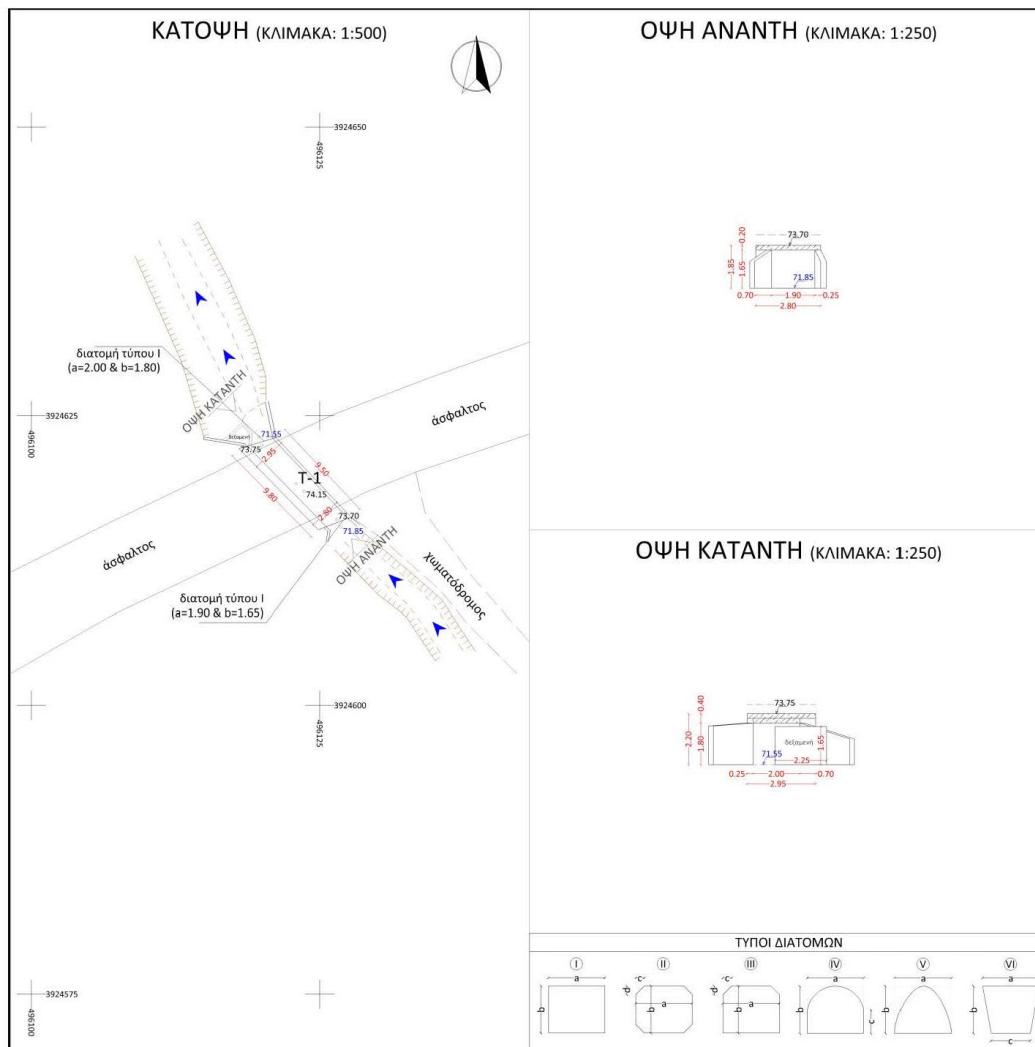 ΚΑΤΟΨΗ (ΚΛΙΜΑΚΑ: 1:500)
3924650
496125
διατομή τύπου Ι
(a=2.00 & b=1.80)
ΟΨΗ ΚΑΤΑΝΤΗ
3924625
496100
άσφαλτος
δεξαμενή
71.55
73.75
2.95
9.50
T-1
74.15
9.80
2.80
73.70
71.85
ΟΨΗ ΑΝΑΝΤΗ
άσφαλτος
χωματόδρομος
διατομή τύπου Ι
(a=1.90 & b=1.65)
3924600
496125
3924575
496100
ΟΨΗ ΑΝΑΝΤΗ (ΚΛΙΜΑΚΑ: 1:250)
73.70
0.20
1.85
1.65
71.85
0.70
1.90
0.25
2.80
ΟΨΗ ΚΑΤΑΝΤΗ (ΚΛΙΜΑΚΑ: 1:250)
73.75
0.40
2.20
1.80
δεξαμενή
1.65
71.55
2.25
0.25
2.00
0.70
2.95
ΤΥΠΟΙ ΔΙΑΤΟΜΩΝ
I II III IV V VI
a c c a a a
d d
b b a b a b c b b
c